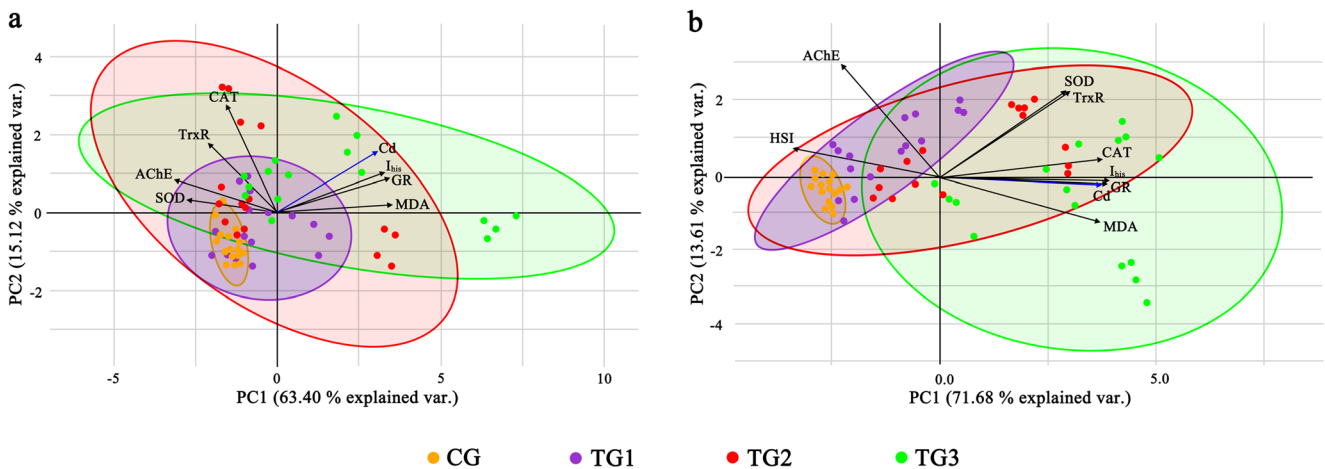 a
PC2 (15.12 % explained var.)
4
2
0
-2
CAT
TrxR
AChE
SOD
Cd
Ihis
GR
MDA
-5
0
5
10
PC1 (63.40 % explained var.)
b
PC2 (13.61 % explained var.)
2
0
-2
-4
AChE
HSI
SOD
TrxR
CAT
Ihis
GR
Cd
MDA
0.0
5.0
PC1 (71.68 % explained var.)
CG TG1 TG2 TG3